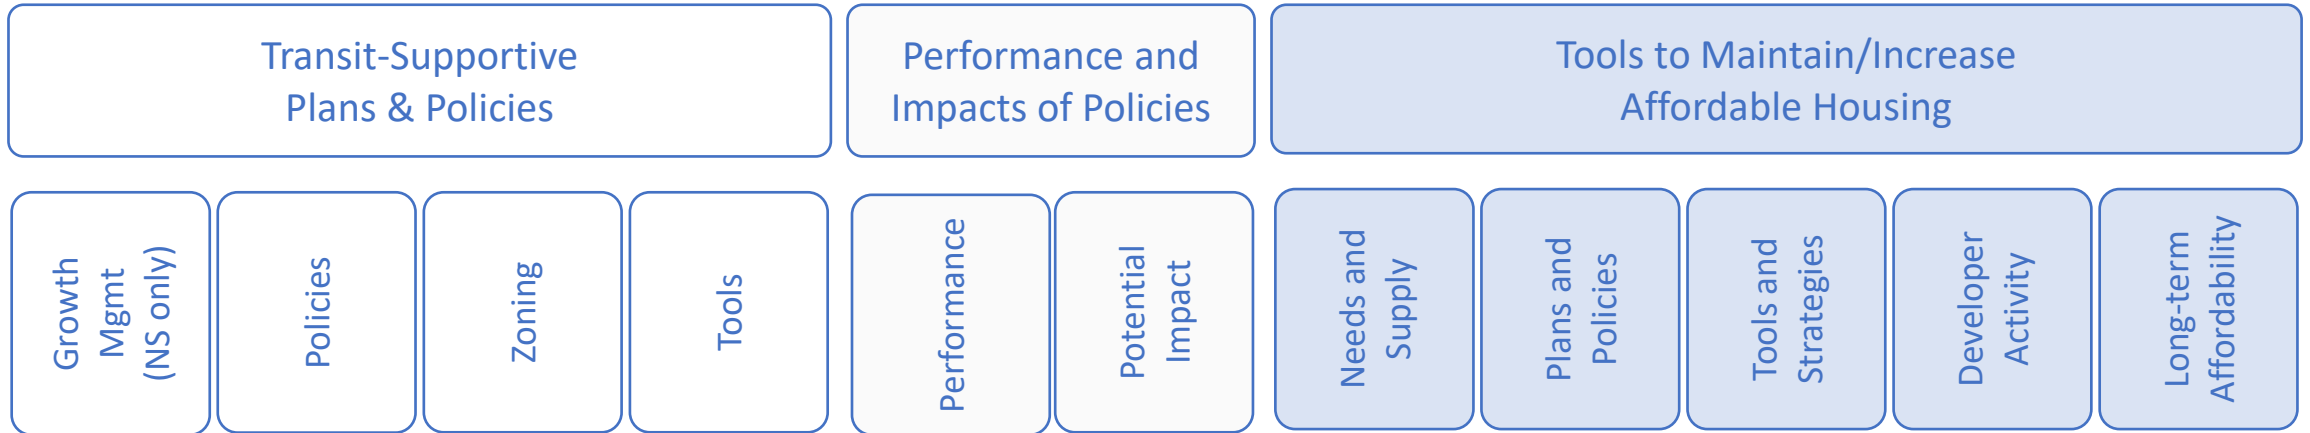 Transit-Supportive
Plans & Policies
Performance and
Impacts of Policies
Tools to Maintain/Increase
Affordable Housing
Growth
Mgmt
(NS only)
Policies
Zoning
Tools
Performance
Potential
Impact
Needs and
Supply
Plans and
Policies
Tools and
Strategies
Developer
Activity
Long-term
Affordability